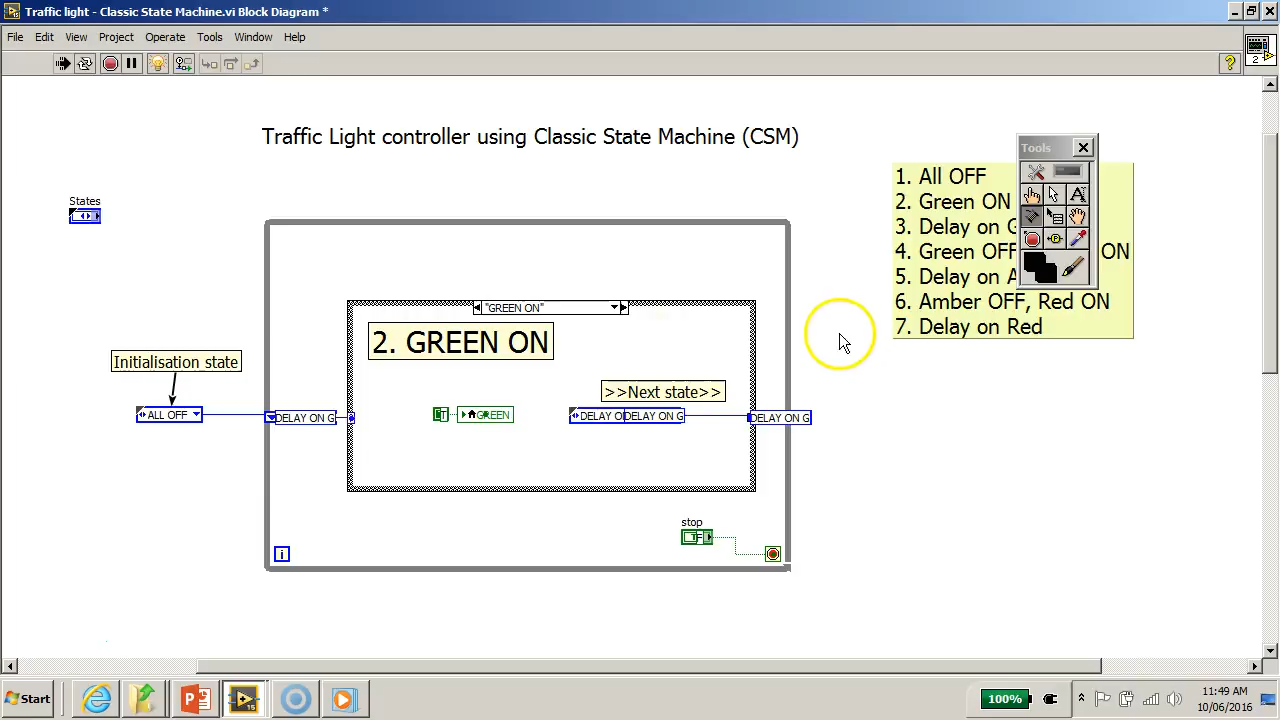 Traffic light - Classic State Machine.vi Block Diagram *
File Edit View Project Operate Tools Window Help
2
Traffic Light controller using Classic State Machine (CSM)
Tools
1. All OFF
2. Green ON
3. Delay on G
4. Green OFF ON
5. Delay on A
6. Amber OFF, Red ON
7. Delay on Red
States
"GREEN ON"
2. GREEN ON
Initialisation state
>>Next state>>
ALL OFF
DELAY ON G
GREEN
DELAY O
DELAY ON G
DELAY ON G
stop
TF
i
Start
100%
11:49 AM
10/06/2016